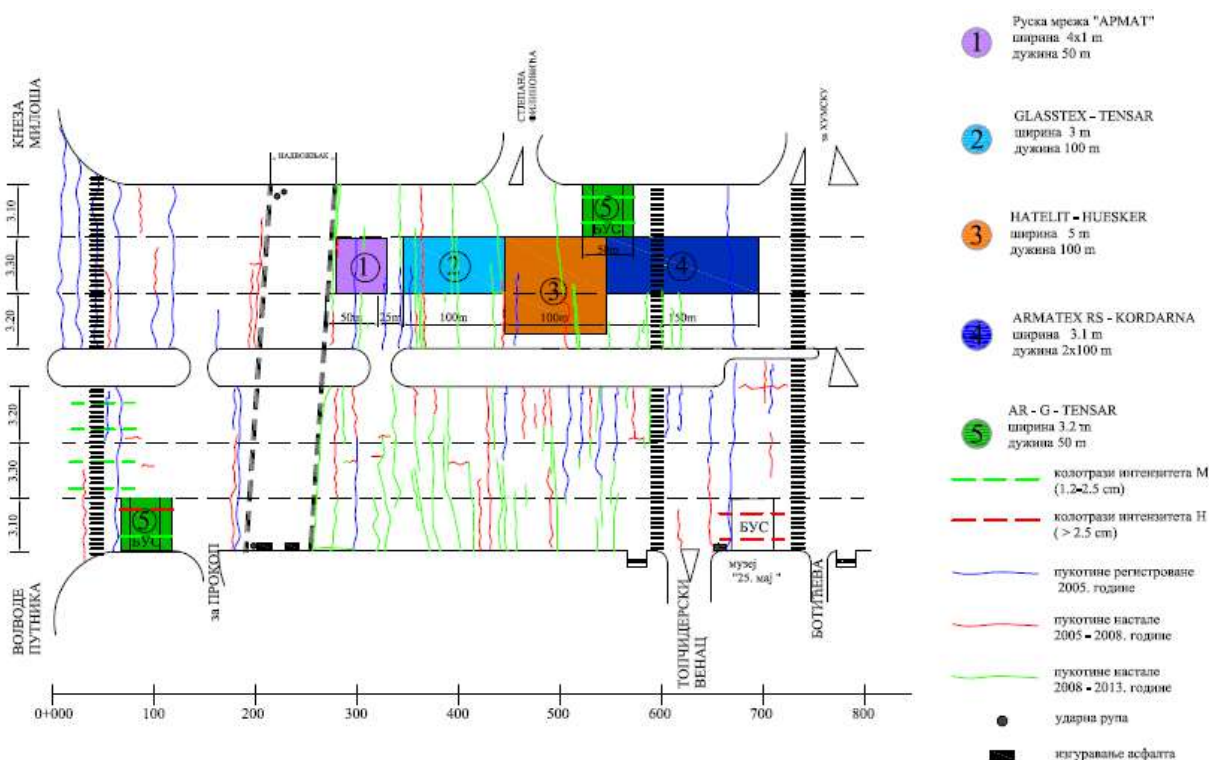 КНЕЗА
МИЛОША
3.10
3.30
3.20
3.20
3.30
3.10
ВОЈВОДЕ
ПУТНИКА
НАДВОЖЊАК
СТЈЕПАНА
ФИЛИПОВИЋА
за ХУМСКУ
5
БУС
50m
1
2
3
4
50m
25m
100m
100m
150m
5
БУС
за ПРОКОП
БУС
музеј
"25. мај "
ТОПЧИДЕРСКИ
ВЕНАЦ
БОТИЋЕВА
0+000
100
200
300
400
500
600
700
800
1
Руска мрежа "АРМАТ"
ширина 4x1 m
дужина 50 m
2
GLASSTEX - TENSAR
ширина 3 m
дужина 100 m
3
HATELIT - HUESKER
ширина 5 m
дужина 100 m
4
ARMATEX RS - KORDARNA
ширина 3.1 m
дужина 2x100 m
5
AR - G - TENSAR
ширина 3.2 m
дужина 50 m
колотрази интензитета М
(1.2-2.5 cm)
колотрази интензитета Н
( > 2.5 cm)
пукотине регистроване
2005. године
пукотине настале
2005 - 2008. године
пукотине настале
2008 - 2013. године
ударна рупа
изгуравање асфалта